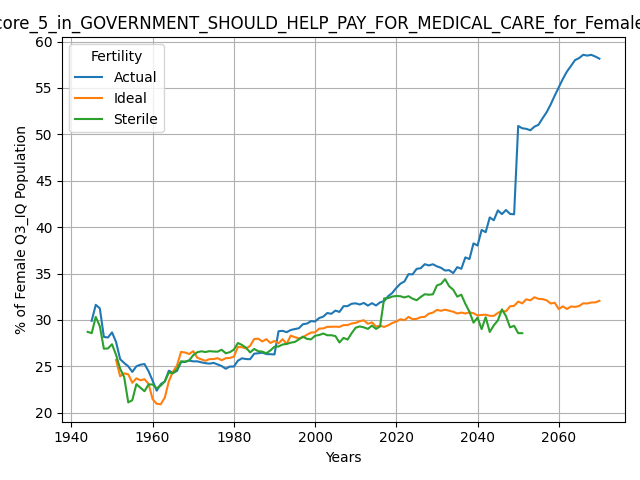 core_5_in_GOVERNMENT_SHOULD_HELP_PAY_FOR_MEDICAL_CARE_for_Female
Fertility
Actual
Ideal
Sterile
% of Female Q3_IQ Population
60
55
50
45
40
35
30
25
20
1940 1960 1980 2000 2020 2040 2060
Years